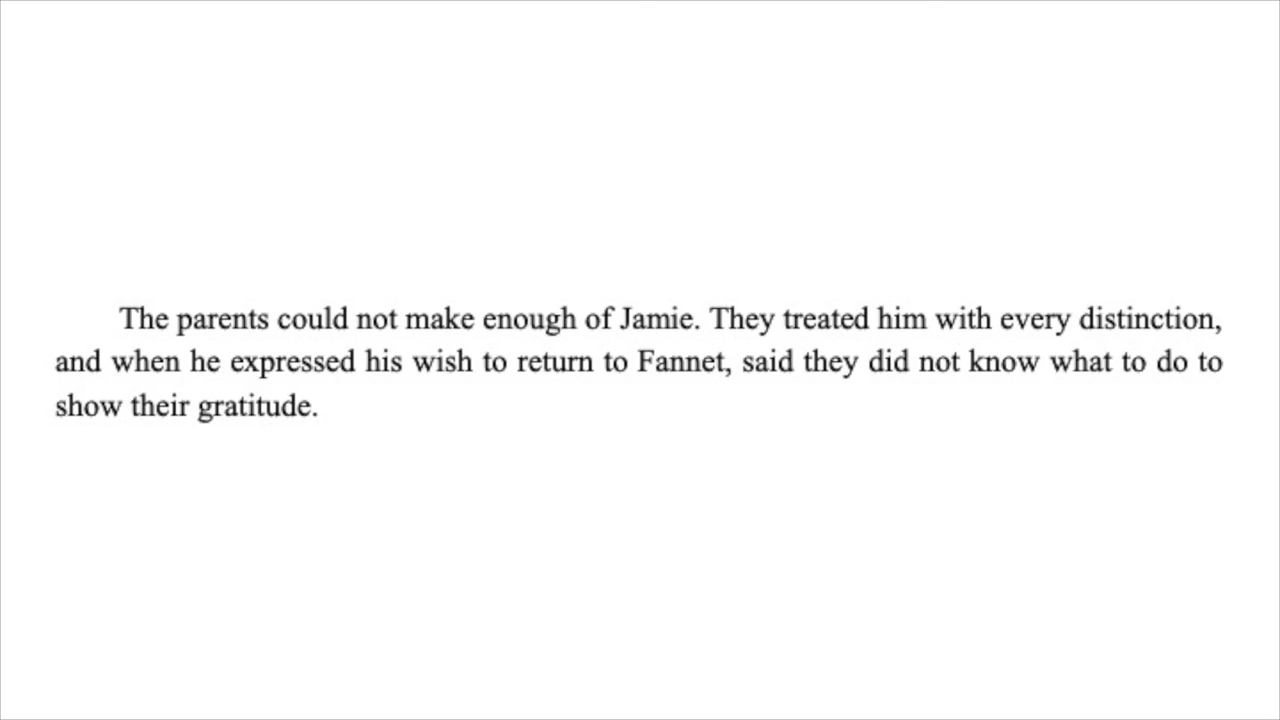 The parents could not make enough of Jamie. They treated him with every distinction,
and when he expressed his wish to return to Fannet, said they did not know what to do to
show their gratitude.